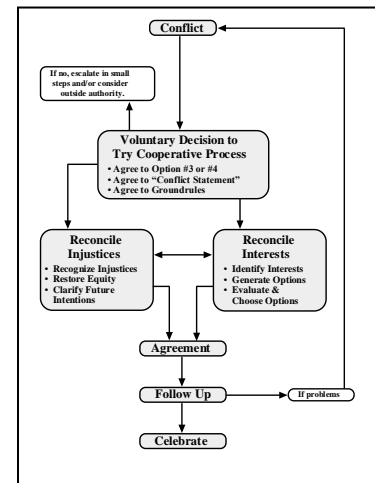 Conflict
If no, escalate in small
steps and/or consider
outside authority.
Voluntary Decision to
Try Cooperative Process
• Agree to Option #3 or #4
• Agree to “Conflict Statement”
• Agree to Groundrules
Reconcile
Injustices
• Recognize Injustices
• Restore Equity
• Clarify Future
Intentions
Reconcile
Interests
• Identify Interests
• Generate Options
• Evaluate &
Choose Options
Agreement
Follow Up
If problems
Celebrate